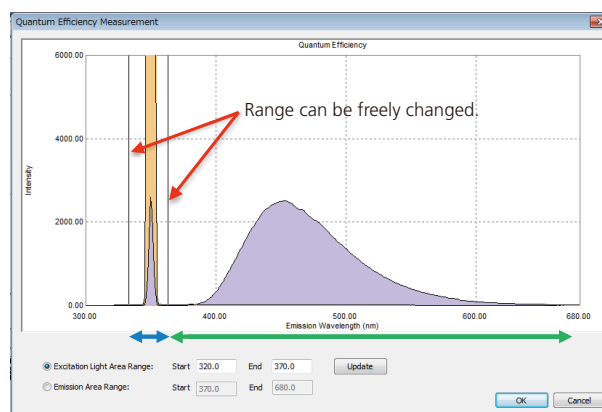 Quantum Efficiency Measurement
Quantum Efficiency
6000.00
Range can be freely changed.
4000.00
Intensity
2000.00
0.00
300.00 400.00 500.00 600.00 680.00
Emission Wavelength (nm)
Excitation Light Area Range: Start 320.0 End 370.0 Update
Emission Area Range: Start 370.0 End 680.0
OK Cancel